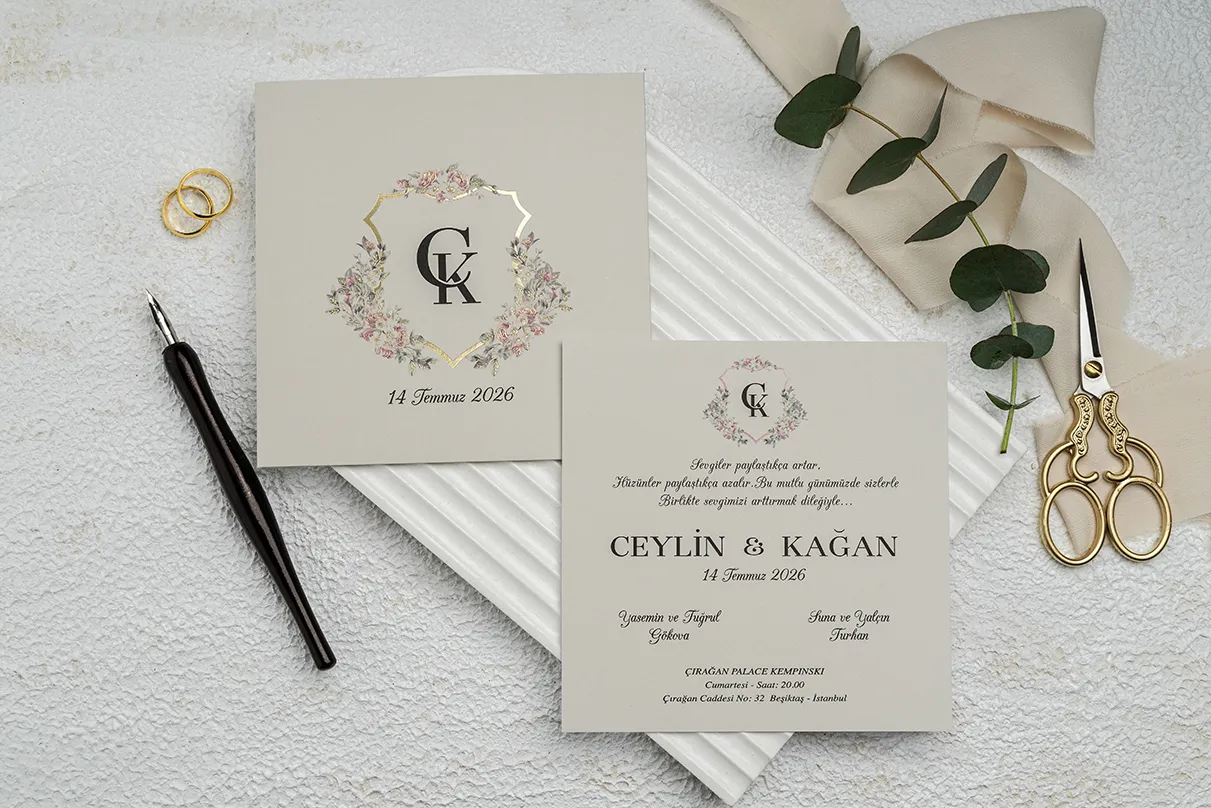 CK
14 Temmuz 2026
CK
Sevgiler paylaştıkça artar,
Hüzünler paylaştıkça azalır.Bu mutlu günümüzde sizlerle
Birlikte sevgimizi arttırmak dileğiyle...
CEYLİN & KAĞAN
14 Temmuz 2026
Yasemin ve Tuğrul
Gökova
Suna ve Yalçın
Turhan
ÇIRAĞAN PALACE KEMPINSKI
Cumartesi - Saat: 20.00
Çırağan Caddesi No: 32 Beşiktaş - İstanbul